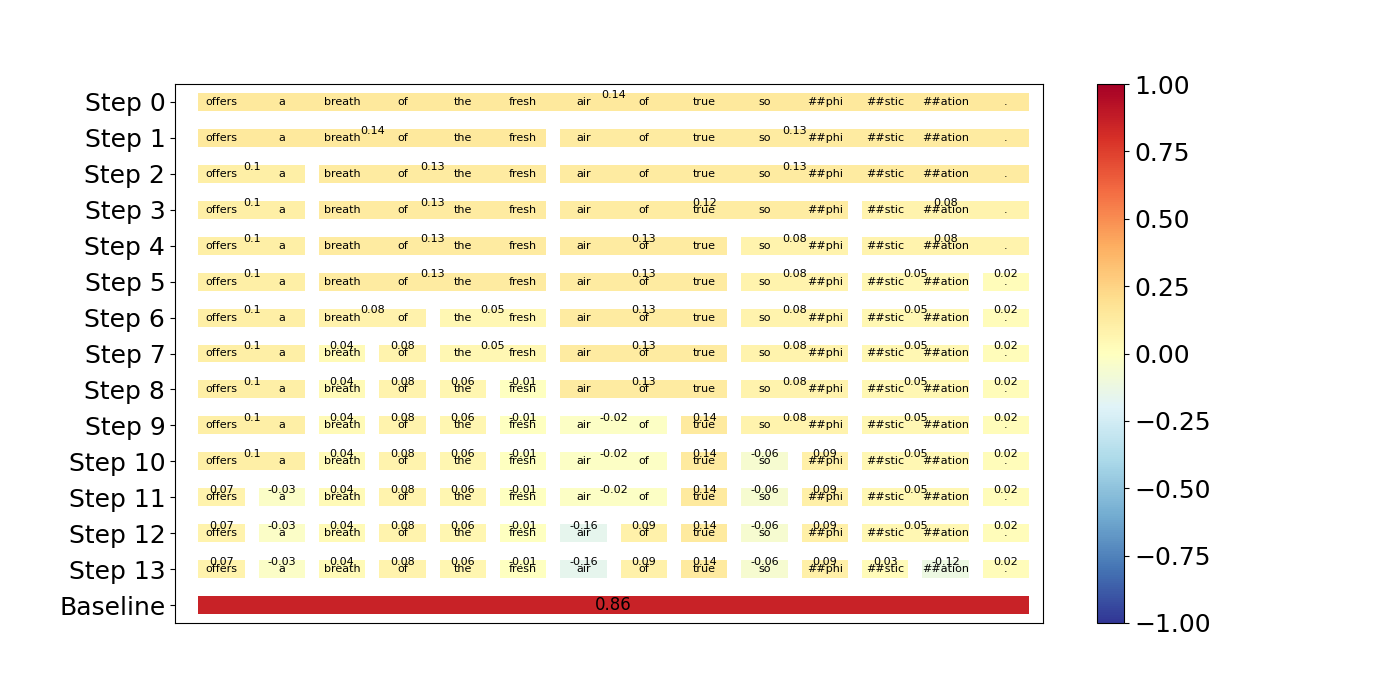 0.14
Step 0 offers a breath of the fresh air of true so ##phi ##stic ##ation .
0.14 0.13
Step 1 offers a breath of the fresh air of true so ##phi ##stic ##ation .
0.1 0.13 0.13
Step 2 offers a breath of the fresh air of true so ##phi ##stic ##ation .
0.1 0.13 0.12 0.08
Step 3 offers a breath of the fresh air of true so ##phi ##stic ##ation .
0.1 0.13 0.13 0.08 0.08
Step 4 offers a breath of the fresh air of true so ##phi ##stic ##ation .
0.1 0.13 0.13 0.08 0.05 0.02
Step 5 offers a breath of the fresh air of true so ##phi ##stic ##ation .
0.1 0.08 0.05 0.13 0.08 0.05 0.02
Step 6 offers a breath of the fresh air of true so ##phi ##stic ##ation .
0.1 0.04 0.08 0.05 0.13 0.08 0.05 0.02
Step 7 offers a breath of the fresh air of true so ##phi ##stic ##ation .
0.1 0.04 0.08 0.06 -0.01 0.13 0.08 0.05 0.02
Step 8 offers a breath of the fresh air of true so ##phi ##stic ##ation .
0.1 0.04 0.08 0.06 -0.01 -0.02 0.14 0.08 0.05 0.02
Step 9 offers a breath of the fresh air of true so ##phi ##stic ##ation .
0.1 0.04 0.08 0.06 -0.01 -0.02 0.14 -0.06 0.09 0.05 0.02
Step 10 offers a breath of the fresh air of true so ##phi ##stic ##ation .
0.07 -0.03 0.04 0.08 0.06 -0.01 -0.02 0.14 -0.06 0.09 0.05 0.02
Step 11 offers a breath of the fresh air of true so ##phi ##stic ##ation .
0.07 -0.03 0.04 0.08 0.06 -0.01 -0.16 0.09 0.14 -0.06 0.09 0.05 0.02
Step 12 offers a breath of the fresh air of true so ##phi ##stic ##ation .
0.07 -0.03 0.04 0.08 0.06 -0.01 -0.16 0.09 0.14 -0.06 0.09 0.03 -0.12 0.02
Step 13 offers a breath of the fresh air of true so ##phi ##stic ##ation .
Baseline 0.86
1.00
0.75
0.50
0.25
0.00
−0.25
−0.50
−0.75
−1.00